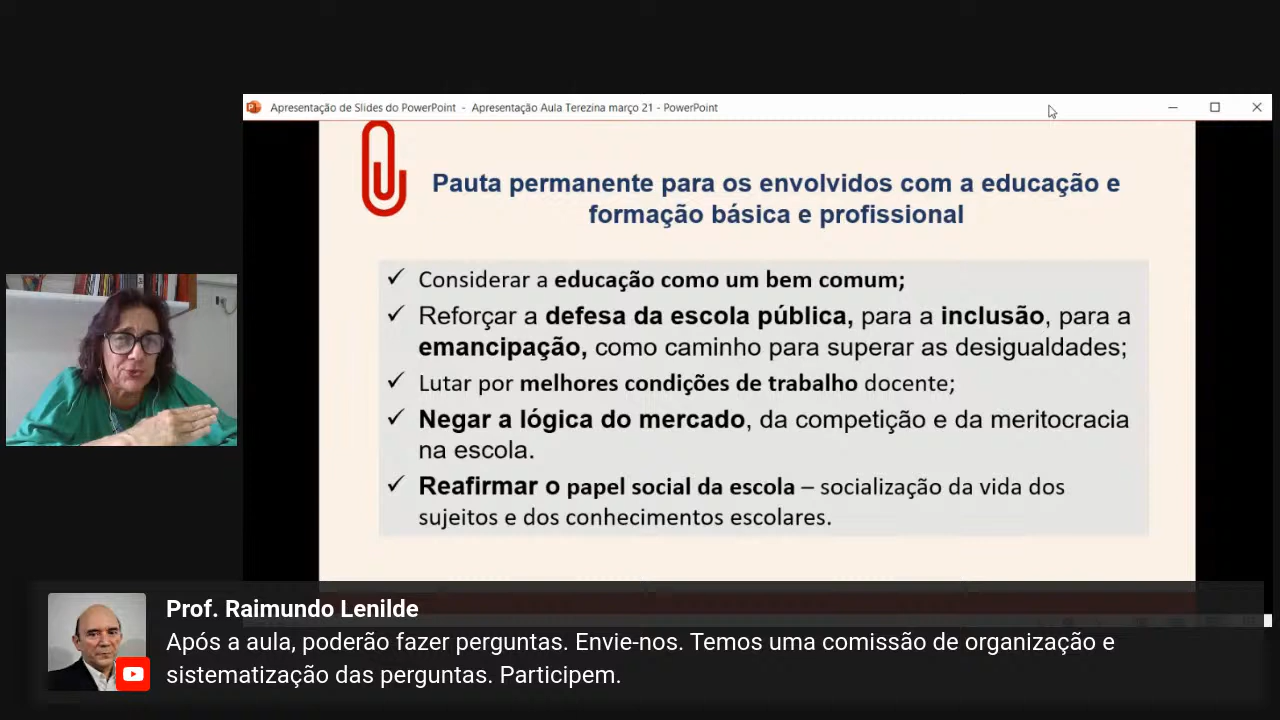 Apresentação de Slides do PowerPoint - Apresentação Aula Terezina março 21 - PowerPoint
Pauta permanente para os envolvidos com a educação e
formação básica e profissional
✓ Considerar a educação como um bem comum;
✓ Reforçar a defesa da escola pública, para a inclusão, para a
emancipação, como caminho para superar as desigualdades;
✓ Lutar por melhores condições de trabalho docente;
✓ Negar a lógica do mercado, da competição e da meritocracia
na escola.
✓ Reafirmar o papel social da escola – socialização da vida dos
sujeitos e dos conhecimentos escolares.
Prof. Raimundo Lenilde
Após a aula, poderão fazer perguntas. Envie-nos. Temos uma comissão de organização e
sistematização das perguntas. Participem.